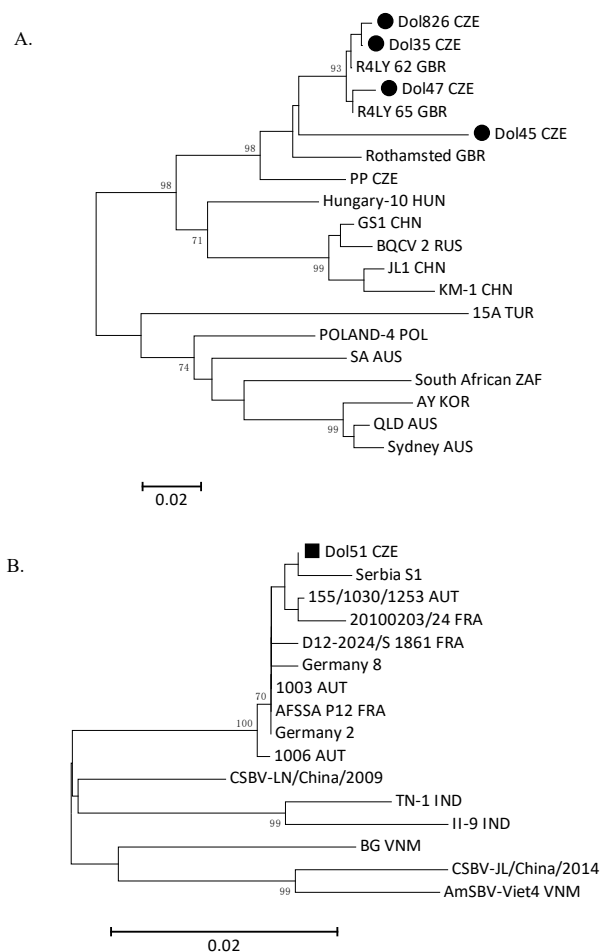 A.
Dol826 CZE
Dol35 CZE
93
R4LY 62 GBR
Dol47 CZE
R4LY 65 GBR
Dol45 CZE
98
Rothamsted GBR
98
PP CZE
Hungary-10 HUN
GS1 CHN
71
BQCV 2 RUS
99
JL1 CHN
KM-1 CHN
15A TUR
POLAND-4 POL
74
SA AUS
South African ZAF
AY KOR
99
QLD AUS
Sydney AUS
0.02
B.
Dol51 CZE
Serbia S1
155/1030/1253 AUT
20100203/24 FRA
D12-2024/S 1861 FRA
Germany 8
70
1003 AUT
AFSSA P12 FRA
100
Germany 2
1006 AUT
CSBV-LN/China/2009
TN-1 IND
99
II-9 IND
BG VNM
CSBV-JL/China/2014
99
AmSBV-Viet4 VNM
0.02